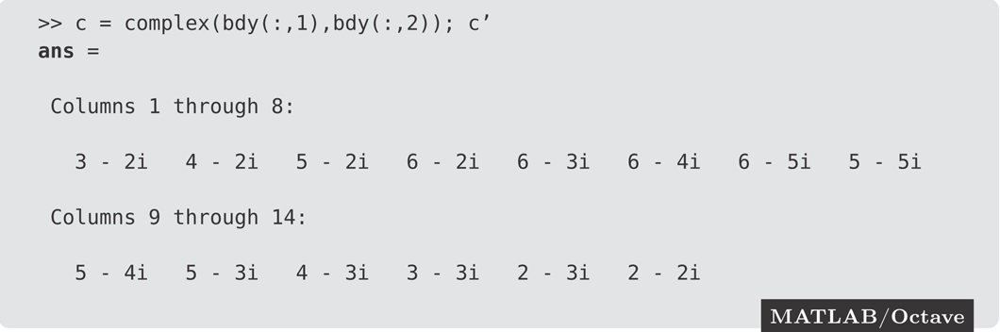 >> c = complex(bdy(:,1),bdy(:,2)); c’
ans =
Columns 1 through 8:
3 - 2i   4 - 2i   5 - 2i   6 - 2i   6 - 3i   6 - 4i   6 - 5i   5 - 5i
Columns 9 through 14:
5 - 4i   5 - 3i   4 - 3i   3 - 3i   2 - 3i   2 - 2i
MATLAB/Octave